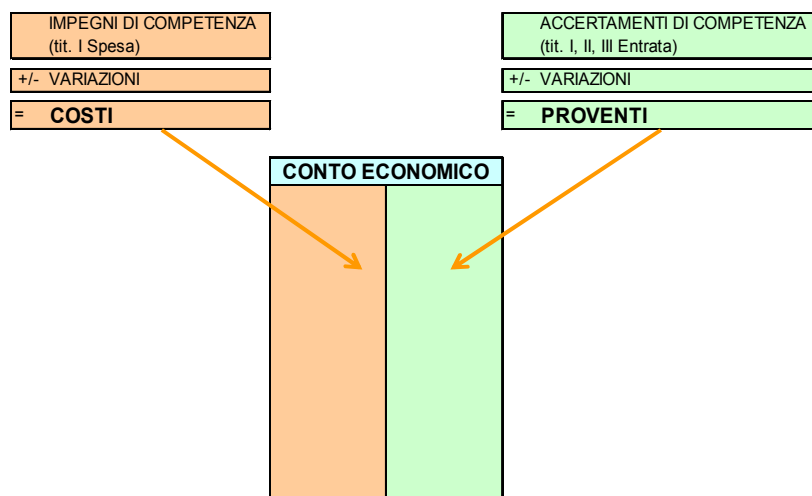 IMPEGNI DI COMPETENZA
(tit. I Spesa)
+/- VARIAZIONI
= COSTI
ACCERTAMENTI DI COMPETENZA
(tit. I, II, III Entrata)
+/- VARIAZIONI
= PROVENTI
CONTO ECONOMICO